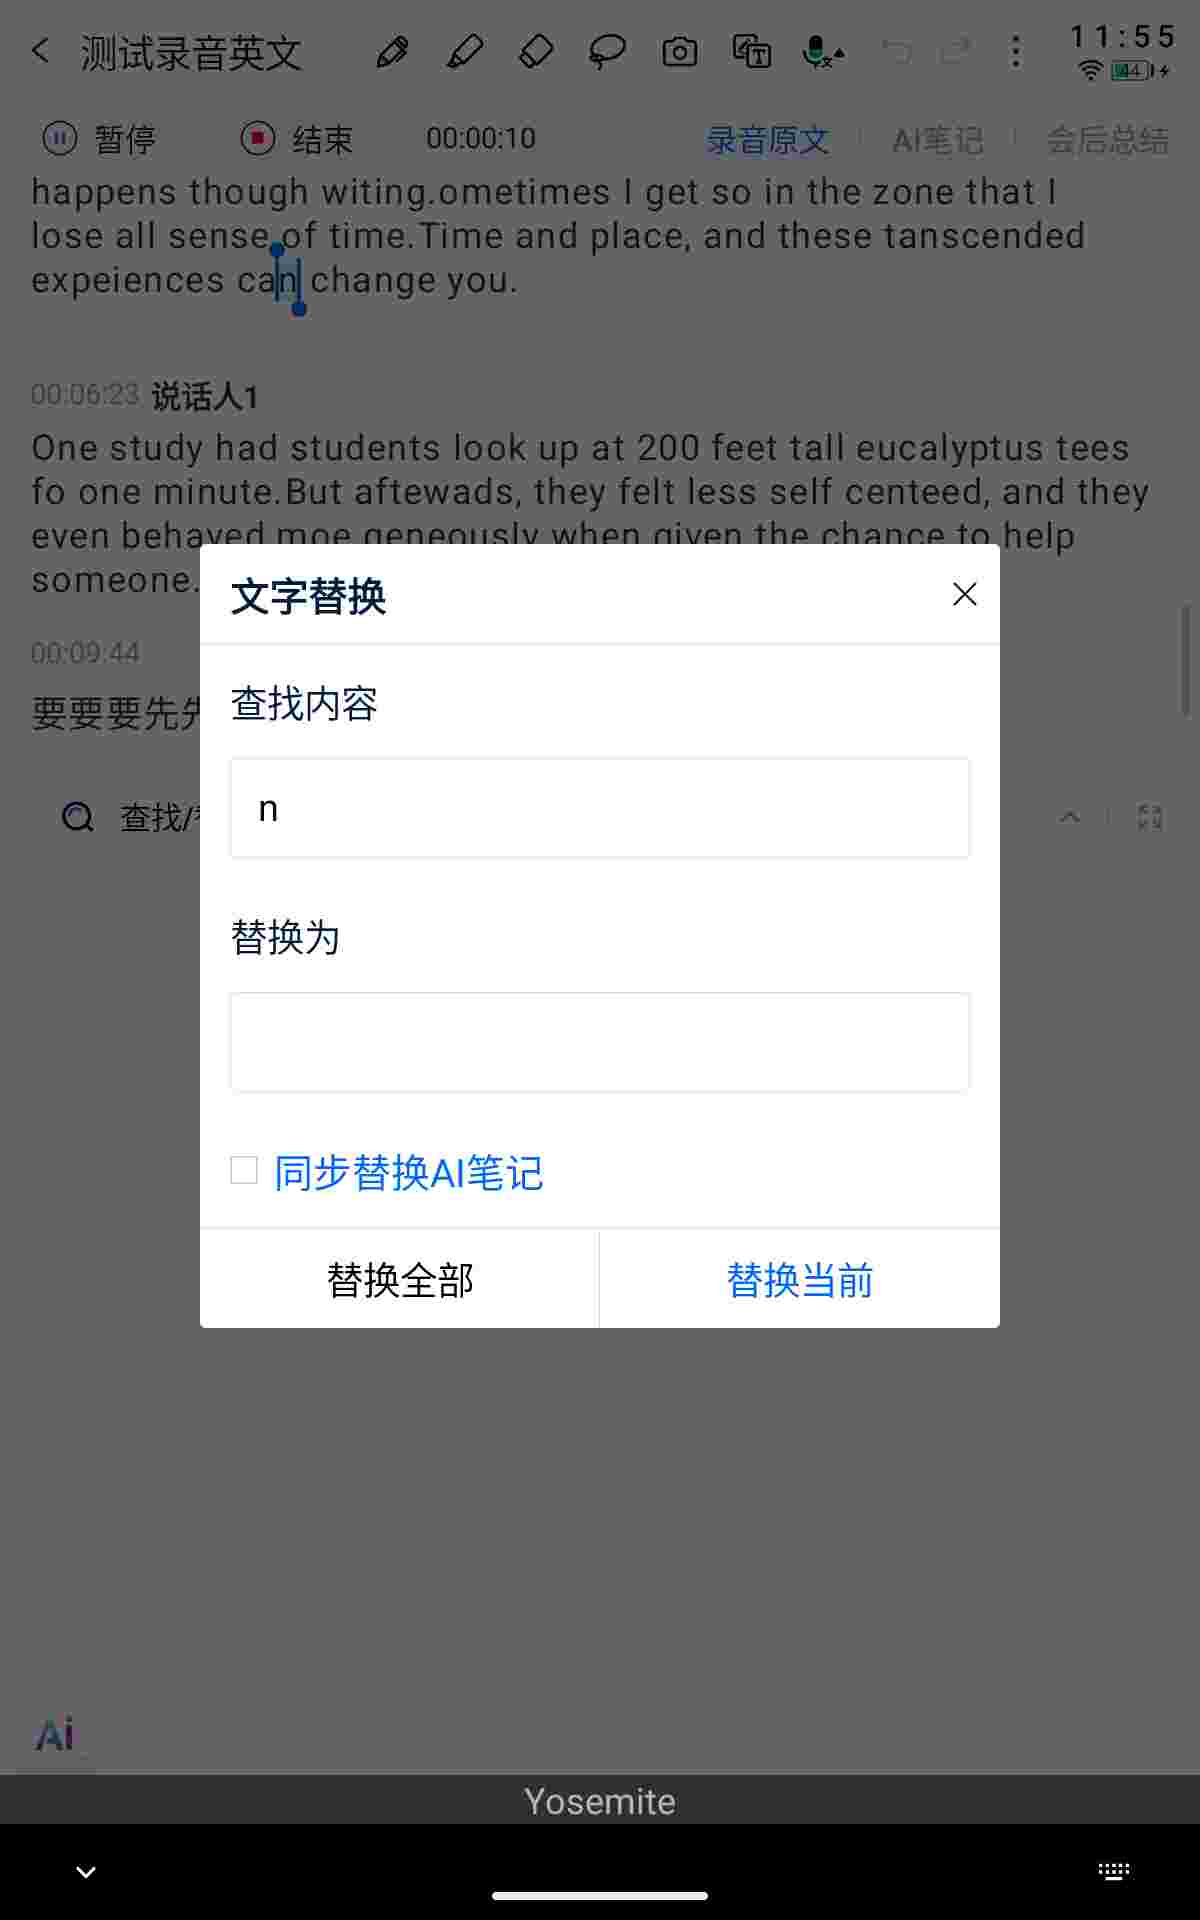 测试录音英文
11:55
44
暂停 结束 00:00:10 录音原文 AI笔记 会后总结
happens though witing.ometimes I get so in the zone that I
lose all sense of time.Time and place, and these tanscended
expeiences can change you.
00:06:23 说话人1
One study had students look up at 200 feet tall eucalyptus tees
fo one minute.But aftewads, they felt less self centeed, and they
even behaved moe geneously when given the chance to help
someone.
文字替换
00:09:44
要要要先
查找内容
n
查找/
替换为
同步替换AI笔记
替换全部 替换当前
Ai
Yosemite